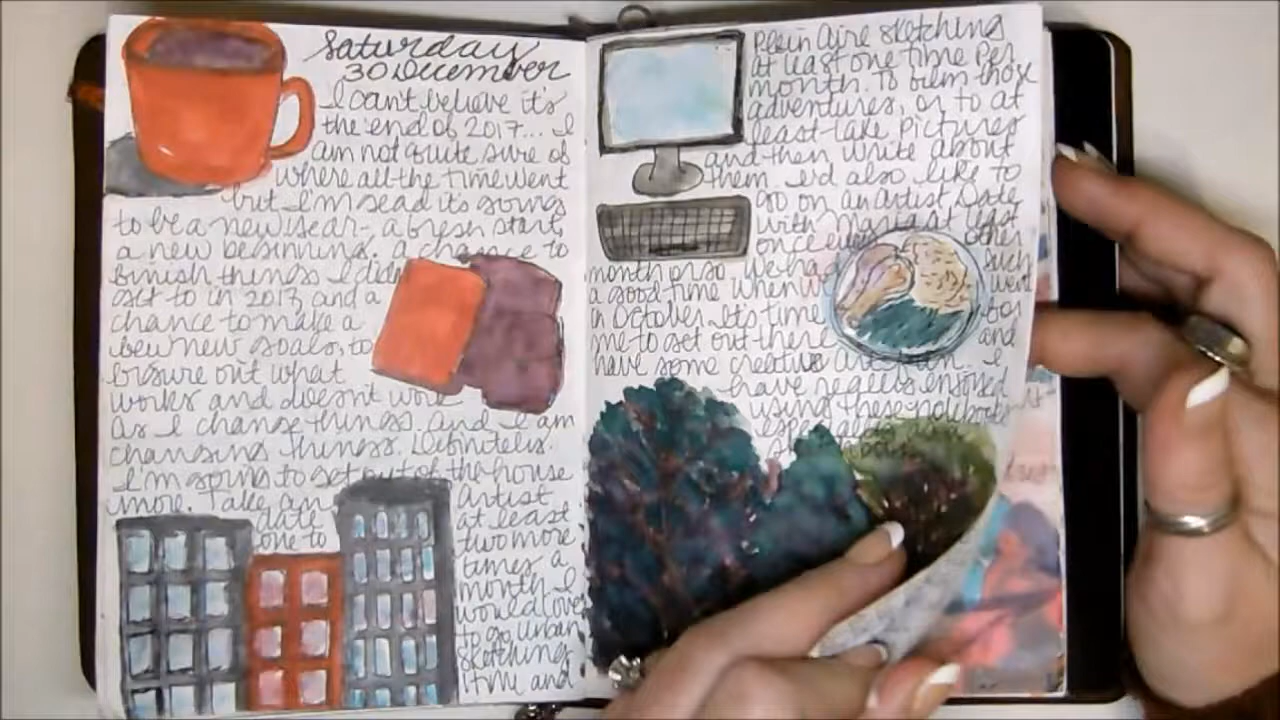 Saturday
30 December
I can't believe it's
the end of 2017... I
am not quite sure of
where all the time went
but I'm glad it's going
to be a new year - a fresh start,
a new beginning. a chance to
finish things I didn't
get to in 2017 and a
chance to make a
few new goals, to
figure out what
works and doesn't work
as I change things. And I am
changing things. Definitely.
I'm going to get out of the house
more. Take an Artist
date at least
one to two more
times a
month. I
would love
to go urban
sketching
1 time and
Plein Aire sketching
at least one time per
month. To film those
adventures, or to at
least take pictures
and then write about
them. I'd also like to
go on an Artist Date
with at least
once every other
month or so. We had such
a good time when we went
in October. It's time for
me to get out there and
have some creative I
have really enjoyed
using these notebooks